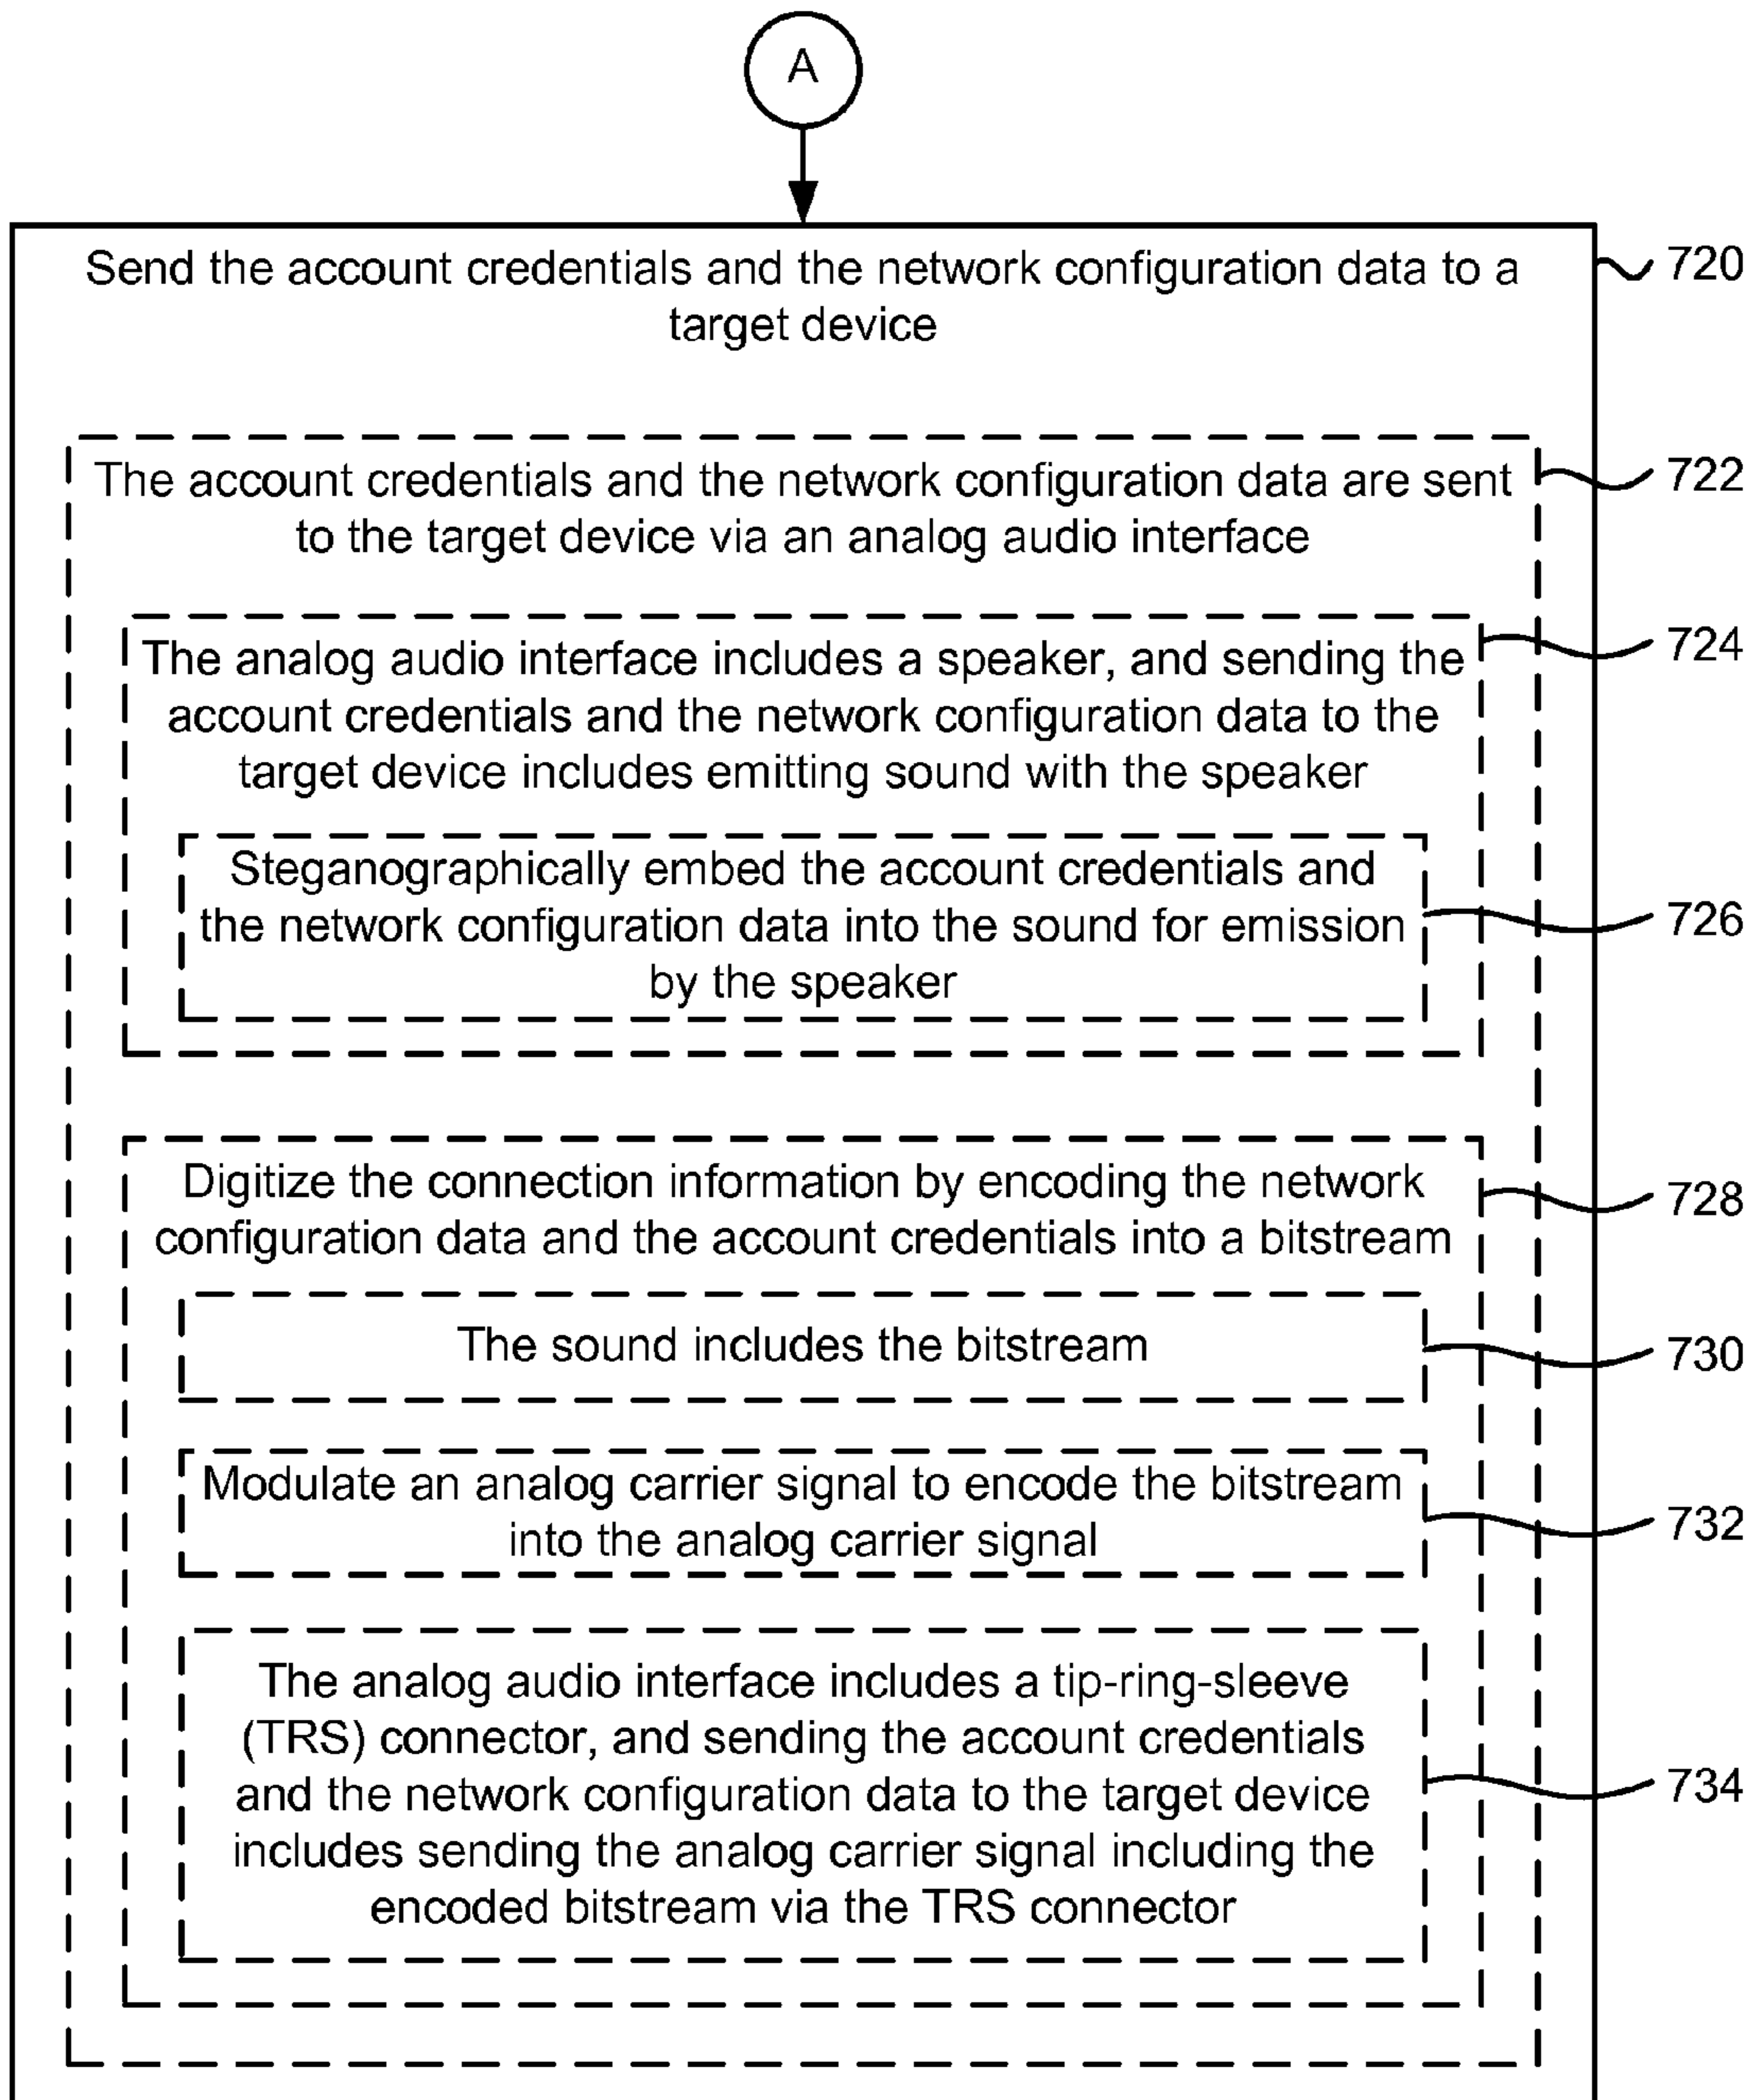 A
Send the account credentials and the network configuration data to a
target device
720
The account credentials and the network configuration data are sent
to the target device via an analog audio interface
722
The analog audio interface includes a speaker, and sending the
account credentials and the network configuration data to the
target device includes emitting sound with the speaker
724
Steganographically embed the account credentials and
the network configuration data into the sound for emission
by the speaker
726
Digitize the connection information by encoding the network
configuration data and the account credentials into a bitstream
728
The sound includes the bitstream
730
Modulate an analog carrier signal to encode the bitstream
into the analog carrier signal
732
The analog audio interface includes a tip-ring-sleeve
(TRS) connector, and sending the account credentials
and the network configuration data to the target device
includes sending the analog carrier signal including the
encoded bitstream via the TRS connector
734